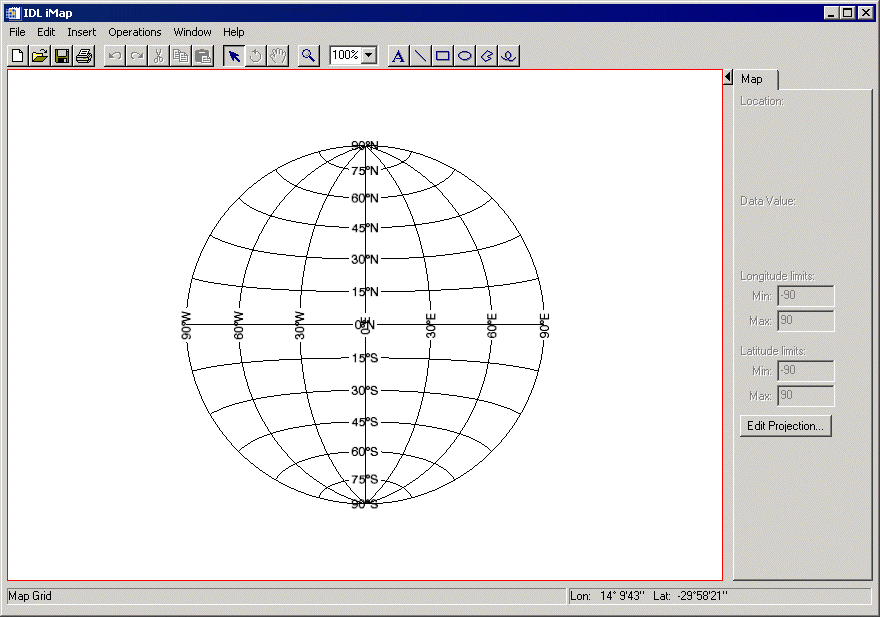 IDL iMap
File Edit Insert Operations Window Help
100% A
Map
Location:
Data Value:
Longitude limits:
Min: -90
Max: 90
Latitude limits:
Min: -90
Max: 90
Edit Projection...
90°N
75°N
60°N
45°N
30°N
15°N
90°W 60°W 30°W 0°N 0°E 30°E 60°E 90°E
15°S
30°S
45°S
60°S
75°S
90°S
Map Grid Lon: 14° 9'43" Lat: -29°58'21"